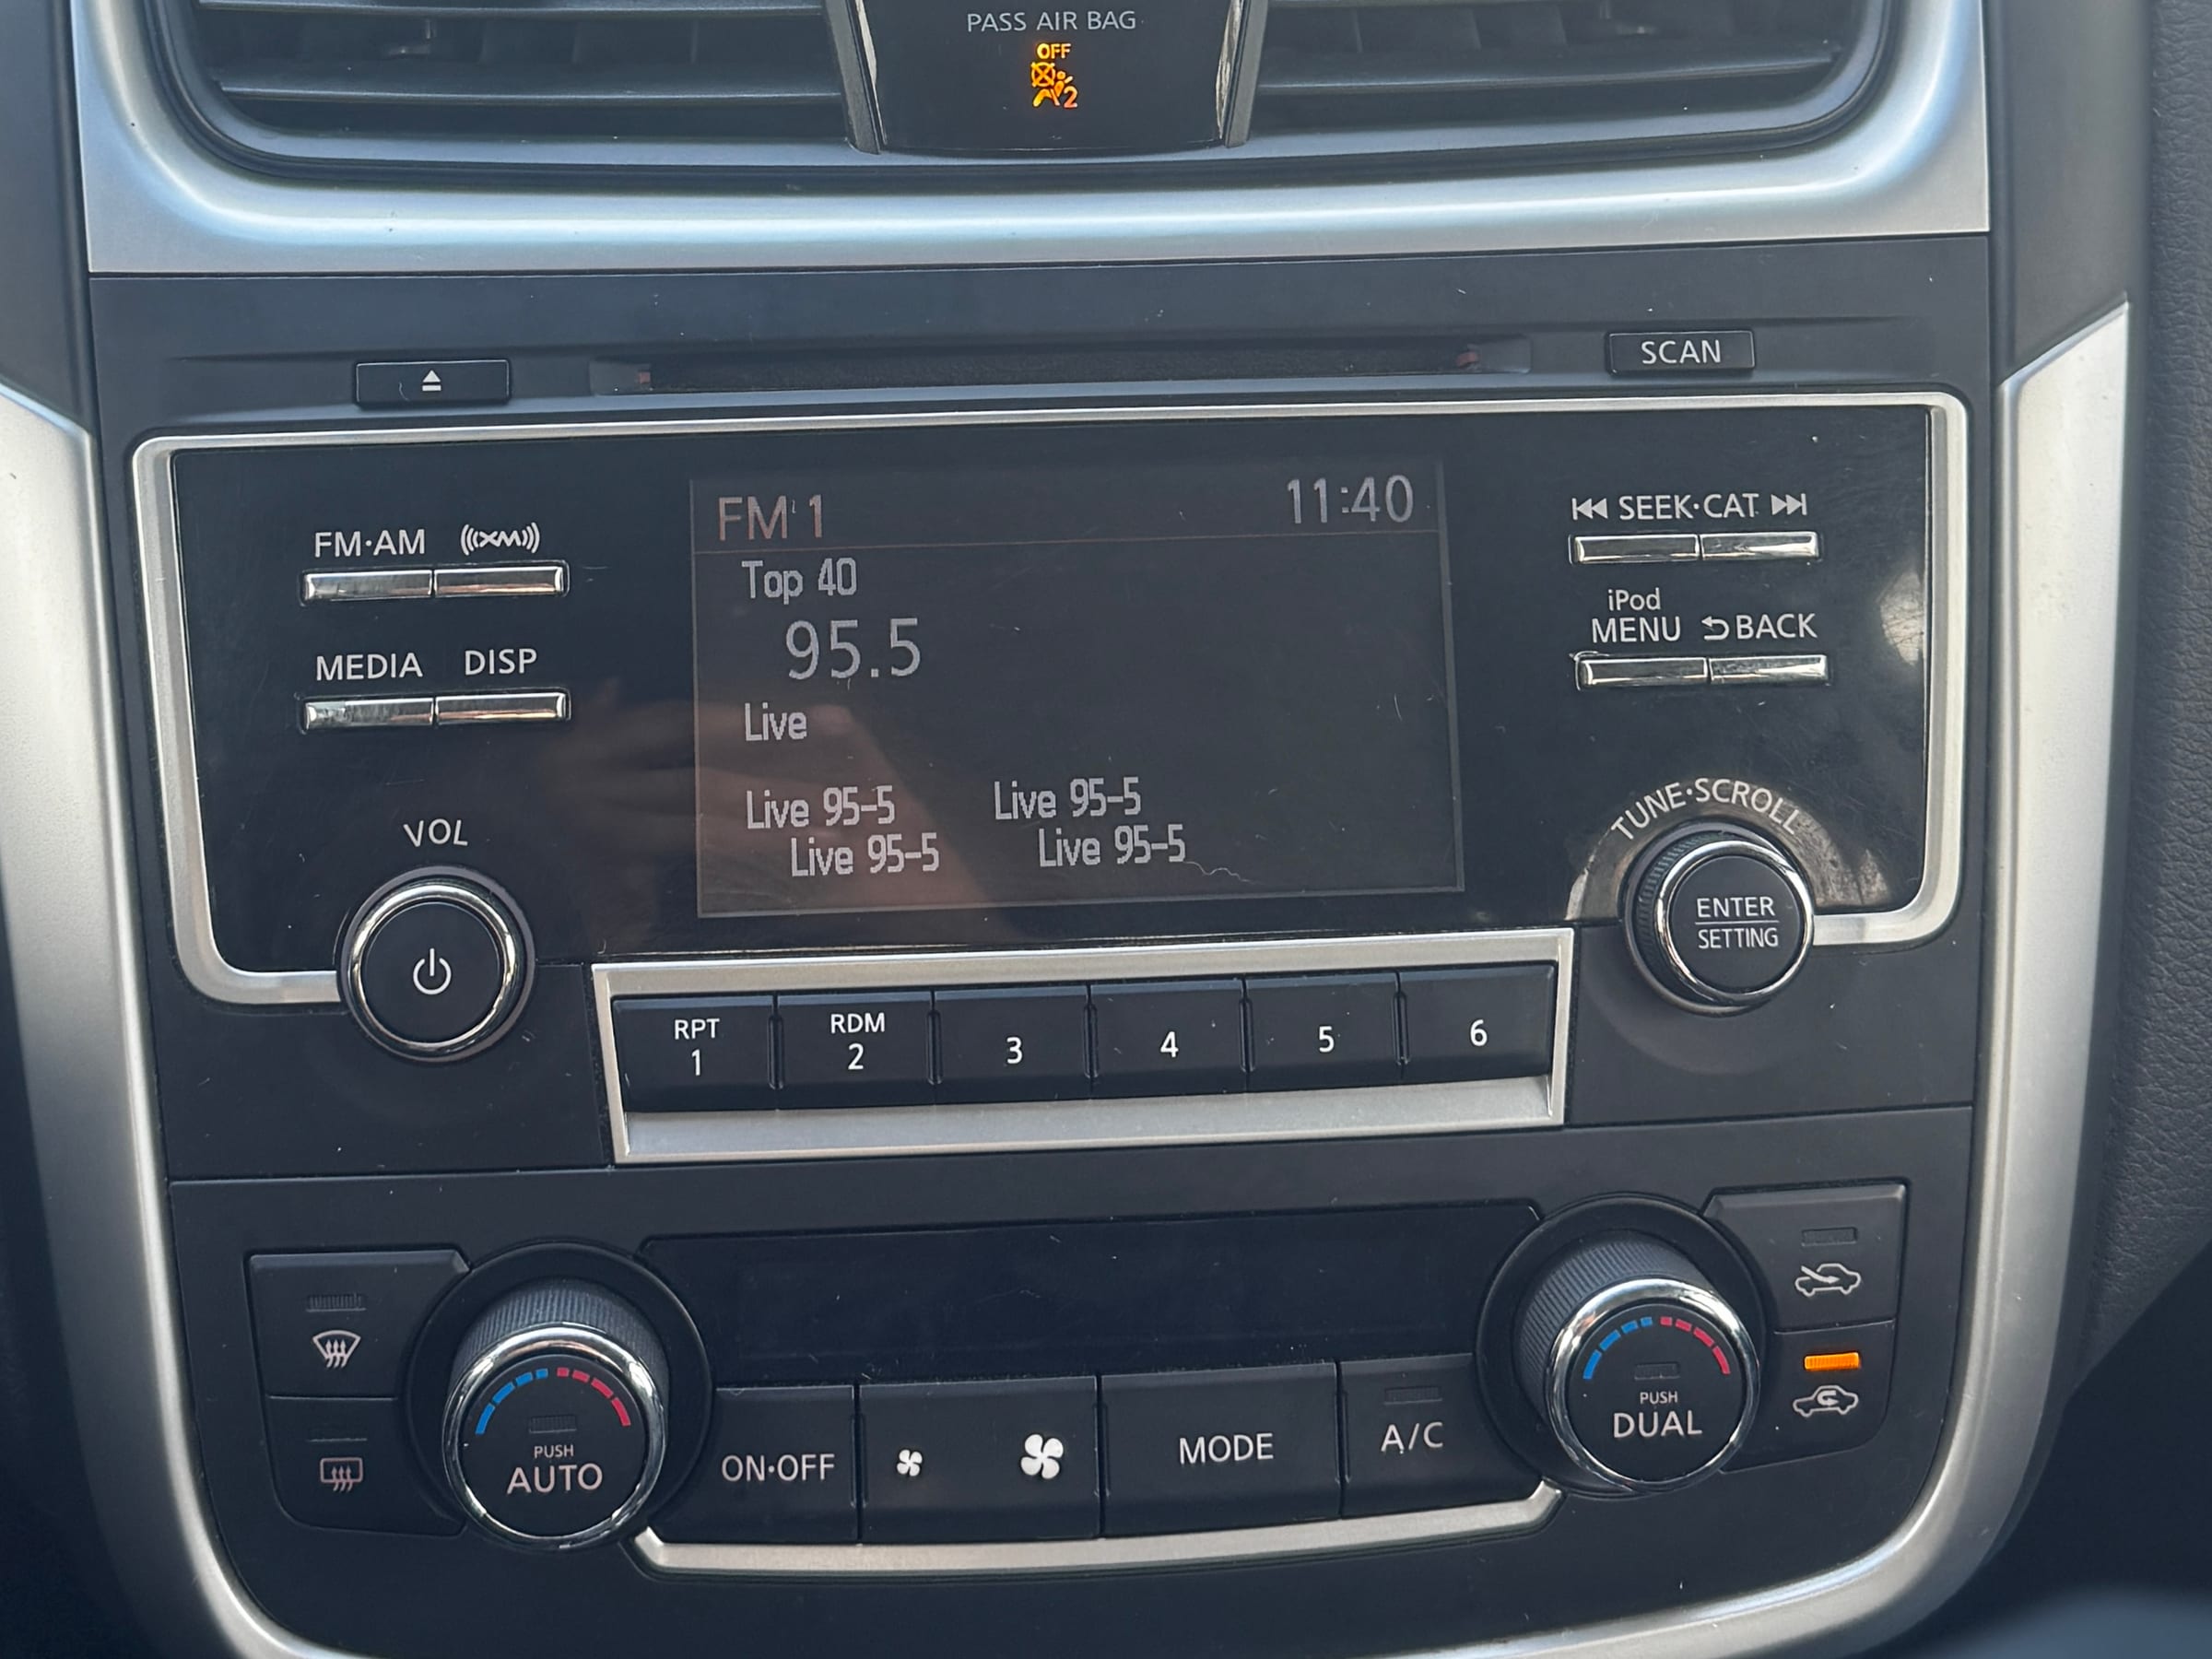 PASS AIR BAG
OFF
2
SCAN
FM 1 11:40
Top 40
95.5
Live
Live 95-5 Live 95-5
Live 95-5 Live 95-5
FM·AM XM
MEDIA DISP
VOL
SEEK·CAT
iPod
MENU BACK
TUNE·SCROLL
ENTER
SETTING
RPT
1
RDM
2
3
4
5
6
PUSH
AUTO
ON·OFF
MODE
A/C
PUSH
DUAL